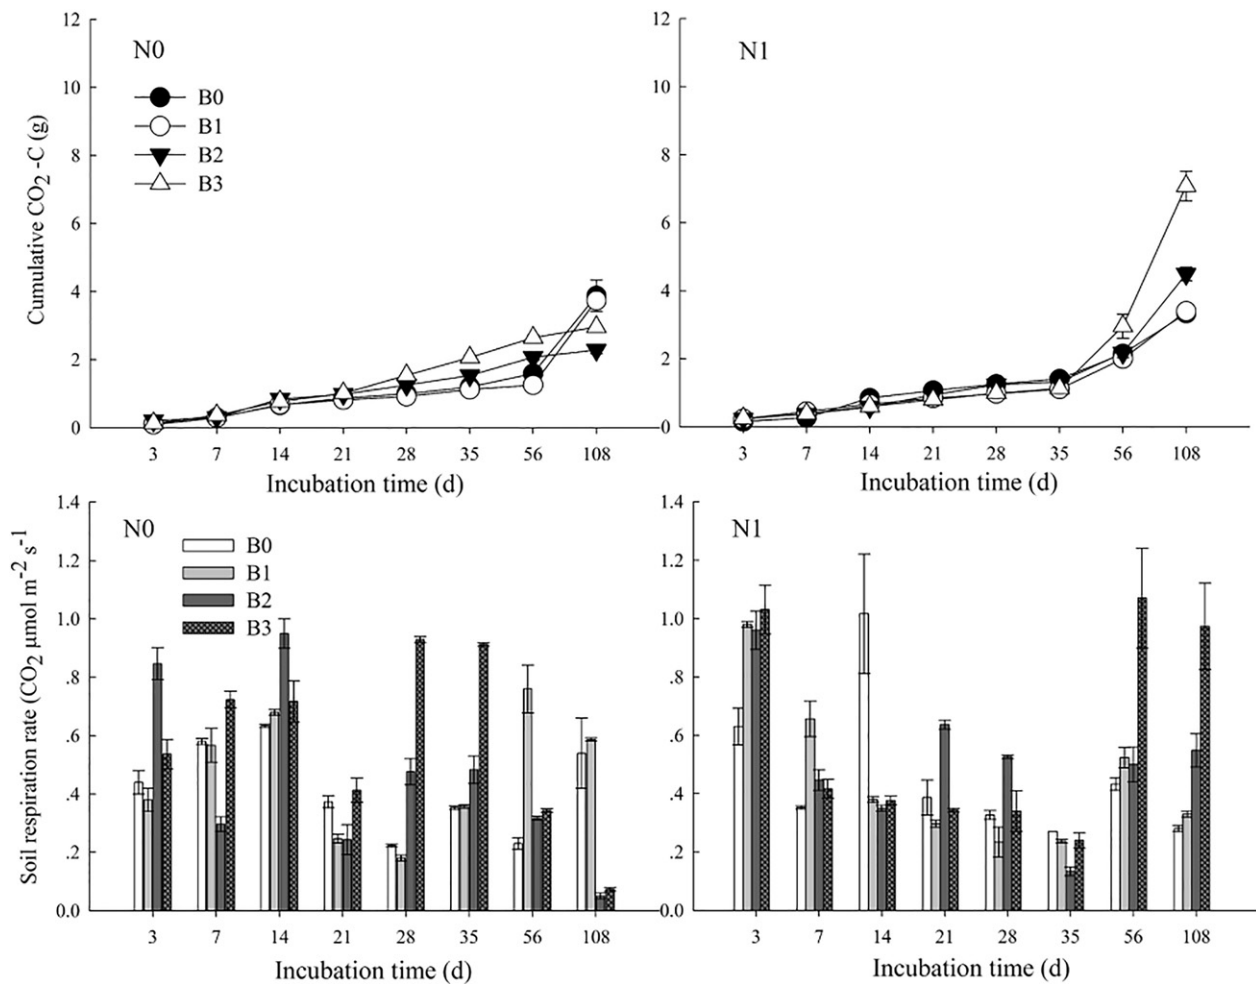 12
10
8
6
4
2
0
Cumulative CO2 -C (g)
N0
B0
B1
B2
B3
3 7 14 21 28 35 56 108
Incubation time (d)
12
10
8
6
4
2
0
N1
3 7 14 21 28 35 56 108
Incubation time (d)
1.4
1.2
1.0
.8
.6
.4
.2
0.0
Soil respiration rate (CO2 μmol m-2 s-1
N0
B0
B1
B2
B3
3 7 14 21 28 35 56 108
Incubation time (d)
1.4
1.2
1.0
.8
.6
.4
.2
0.0
N1
3 7 14 21 28 35 56 108
Incubation time (d)